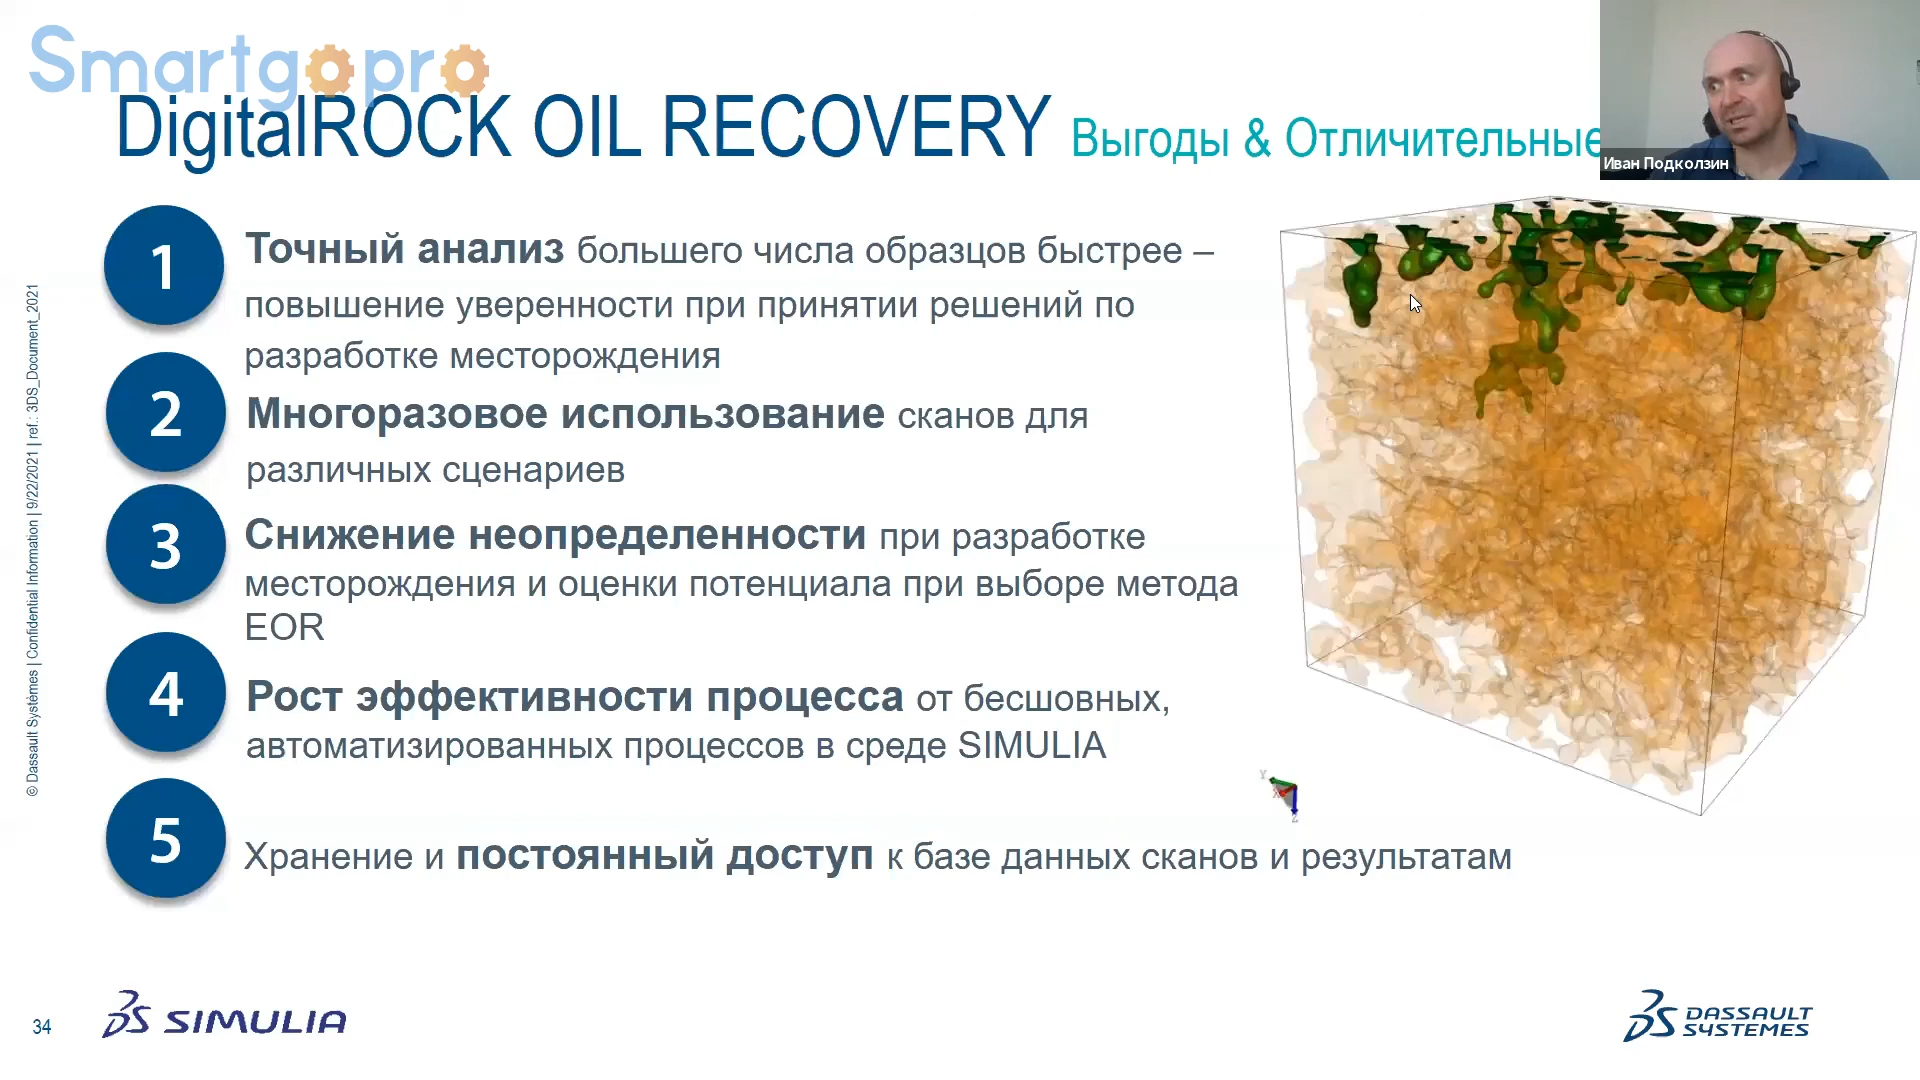 Smartgopro
DigitalROCK OIL RECOVERY Выгоды & Отличительные
Иван Подколзин
1 Точный анализ большего числа образцов быстрее –
повышение уверенности при принятии решений по
разработке месторождения
2 Многоразовое использование сканов для
различных сценариев
3 Снижение неопределенности при разработке
месторождения и оценки потенциала при выборе метода
EOR
4 Рост эффективности процесса от бесшовных,
автоматизированных процессов в среде SIMULIA
5 Хранение и постоянный доступ к базе данных сканов и результатам
Y
X
Z
© Dassault Systèmes | Confidential Information | 9/22/2021 | ref.: 3DS_Document_2021
34
3DS SIMULIA
3DS DASSAULT
SYSTEMES